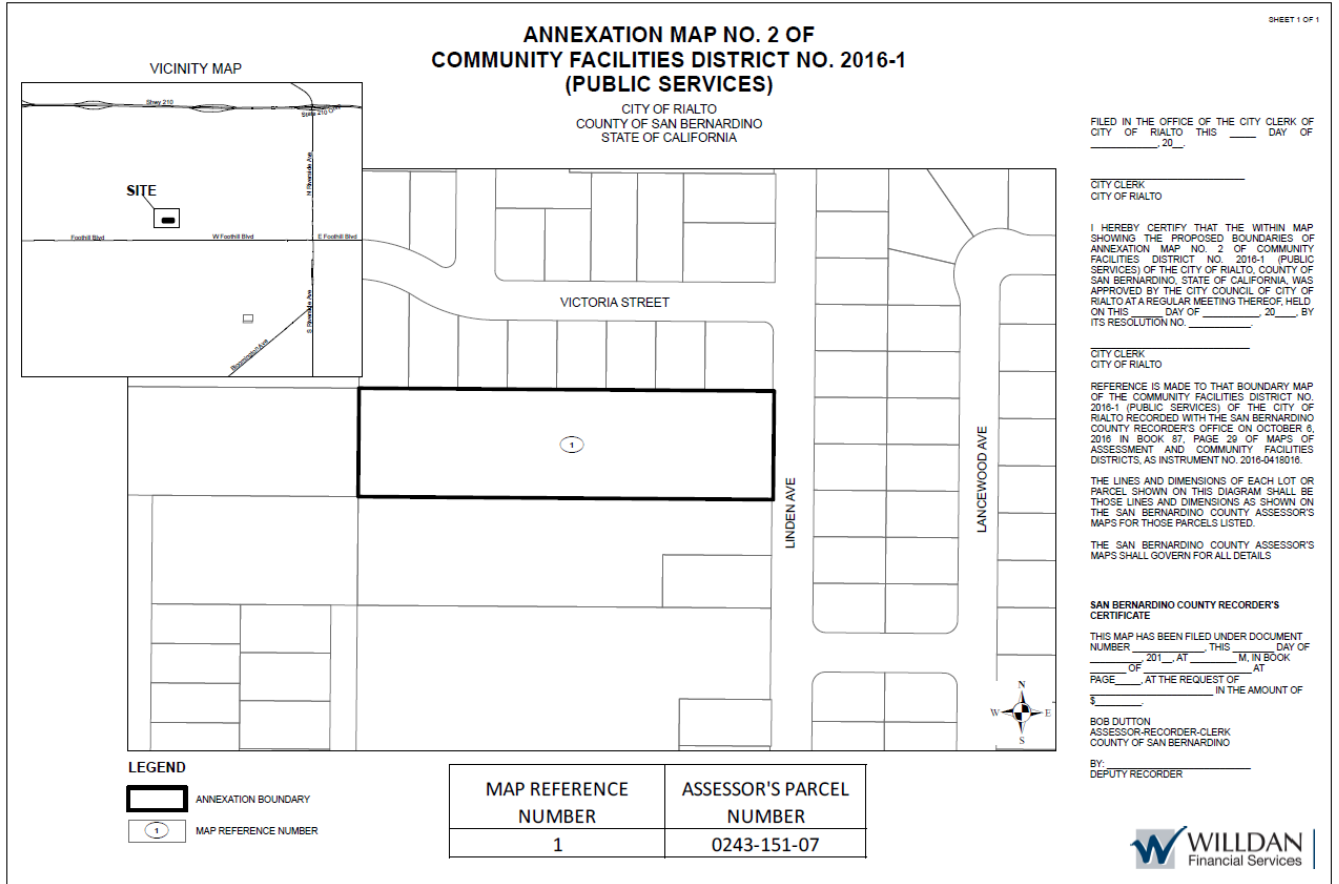 SHEET 1 OF 1
ANNEXATION MAP NO. 2 OF
COMMUNITY FACILITIES DISTRICT NO. 2016-1
(PUBLIC SERVICES)
CITY OF RIALTO
COUNTY OF SAN BERNARDINO
STATE OF CALIFORNIA
VICINITY MAP
Stwy 210
N Riverside Ave
SITE
Foothill Blvd
W Foothill Blvd
E Foothill Blvd
S Riverside Ave
Bloomington Ave
VICTORIA STREET
1
LINDEN AVE
LANCEWOOD AVE
N
W
E
S
FILED IN THE OFFICE OF THE CITY CLERK OF
CITY OF RIALTO THIS _____ DAY OF
___________, 20__.
CITY CLERK
CITY OF RIALTO
I HEREBY CERTIFY THAT THE WITHIN MAP
SHOWING THE PROPOSED BOUNDARIES OF
ANNEXATION MAP NO. 2 OF COMMUNITY
FACILITIES DISTRICT NO. 2016-1 (PUBLIC
SERVICES) OF THE CITY OF RIALTO, COUNTY OF
SAN BERNARDINO, STATE OF CALIFORNIA, WAS
APPROVED BY THE CITY COUNCIL OF CITY OF
RIALTO AT A REGULAR MEETING THEREOF, HELD
ON THIS ______ DAY OF __________, 20___, BY
ITS RESOLUTION NO. __________.
CITY CLERK
CITY OF RIALTO
REFERENCE IS MADE TO THAT BOUNDARY MAP
OF THE COMMUNITY FACILITIES DISTRICT NO.
2016-1 (PUBLIC SERVICES) OF THE CITY OF
RIALTO RECORDED WITH THE SAN BERNARDINO
COUNTY RECORDER'S OFFICE ON OCTOBER 6,
2016 IN BOOK 87, PAGE 29 OF MAPS OF
ASSESSMENT AND COMMUNITY FACILITIES
DISTRICTS, AS INSTRUMENT NO. 2016-0418016.
THE LINES AND DIMENSIONS OF EACH LOT OR
PARCEL SHOWN ON THIS DIAGRAM SHALL BE
THOSE LINES AND DIMENSIONS AS SHOWN ON
THE SAN BERNARDINO COUNTY ASSESSOR'S
MAPS FOR THOSE PARCELS LISTED.
THE SAN BERNARDINO COUNTY ASSESSOR'S
MAPS SHALL GOVERN FOR ALL DETAILS
SAN BERNARDINO COUNTY RECORDER'S
CERTIFICATE
THIS MAP HAS BEEN FILED UNDER DOCUMENT
NUMBER ___________, THIS ______ DAY OF
________, 201__, AT _______ M, IN BOOK
______ OF ________________ AT
PAGE____, AT THE REQUEST OF
__________________ IN THE AMOUNT OF
$_______.
BOB DUTTON
ASSESSOR-RECORDER-CLERK
COUNTY OF SAN BERNARDINO
BY: ______________________
DEPUTY RECORDER
LEGEND
ANNEXATION BOUNDARY
1 MAP REFERENCE NUMBER
MAP REFERENCE NUMBER
ASSESSOR'S PARCEL NUMBER
1
0243-151-07
WILLDAN
Financial Services